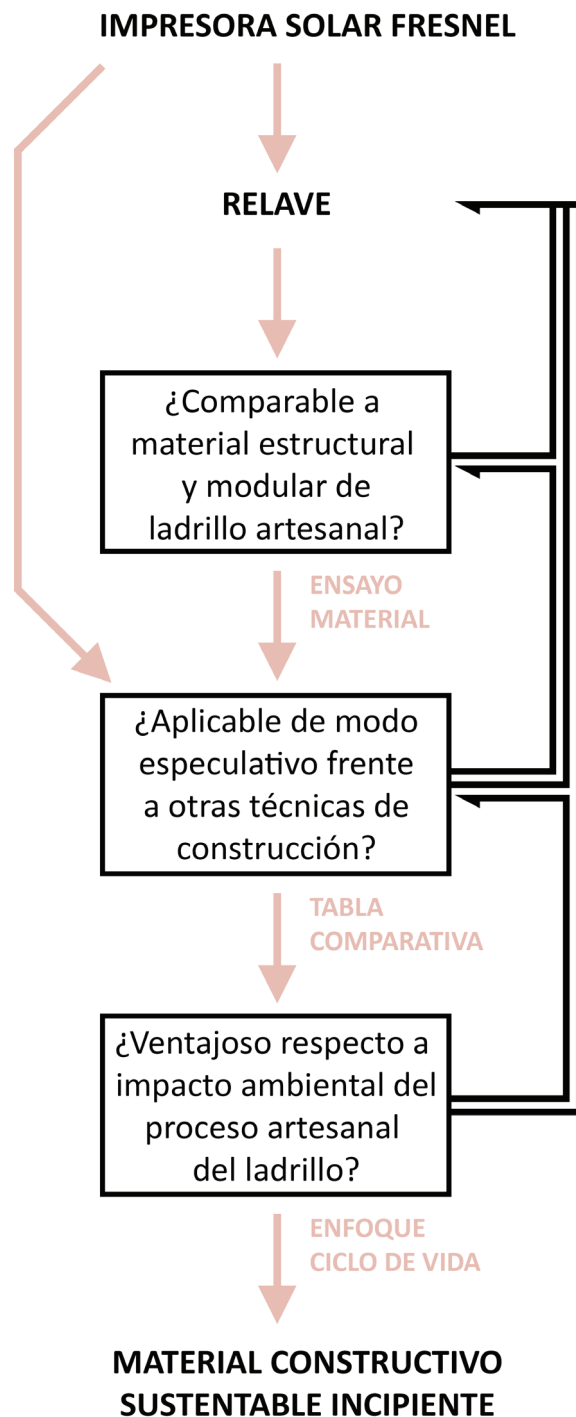 IMPRESORA SOLAR FRESNEL
RELAVE
¿Comparable a
material estructural
y modular de
ladrillo artesanal?
ENSAYO
MATERIAL
¿Aplicable de modo
especulativo frente
a otras técnicas de
construcción?
TABLA
COMPARATIVA
¿Ventajoso respecto a
impacto ambiental del
proceso artesanal
del ladrillo?
ENFOQUE
CICLO DE VIDA
MATERIAL CONSTRUCTIVO
SUSTENTABLE INCIPIENTE